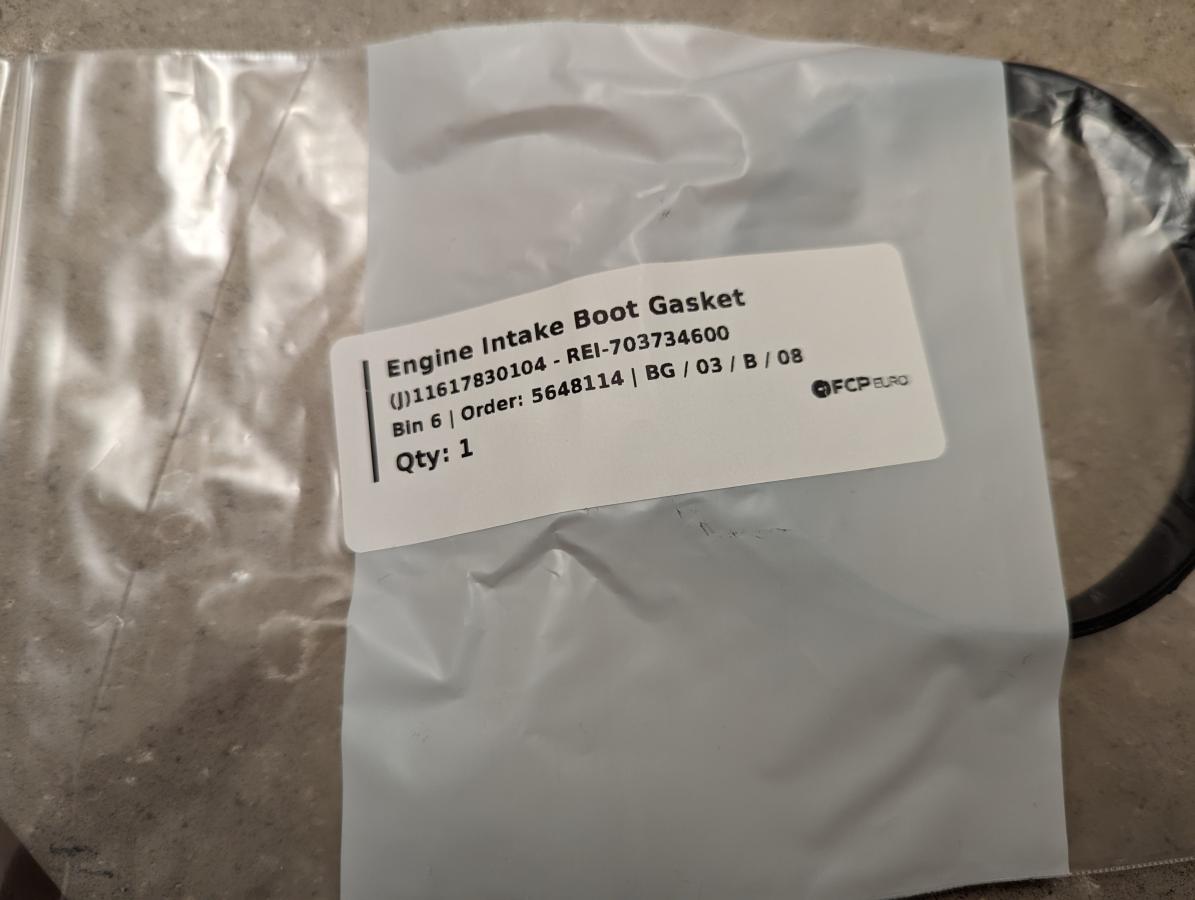 Engine Intake Boot Gasket
(J)11617830104 - REI-703734600
Bin 6 | Order: 5648114 | BG / 03 / B / 08
Qty: 1
FCP EURO